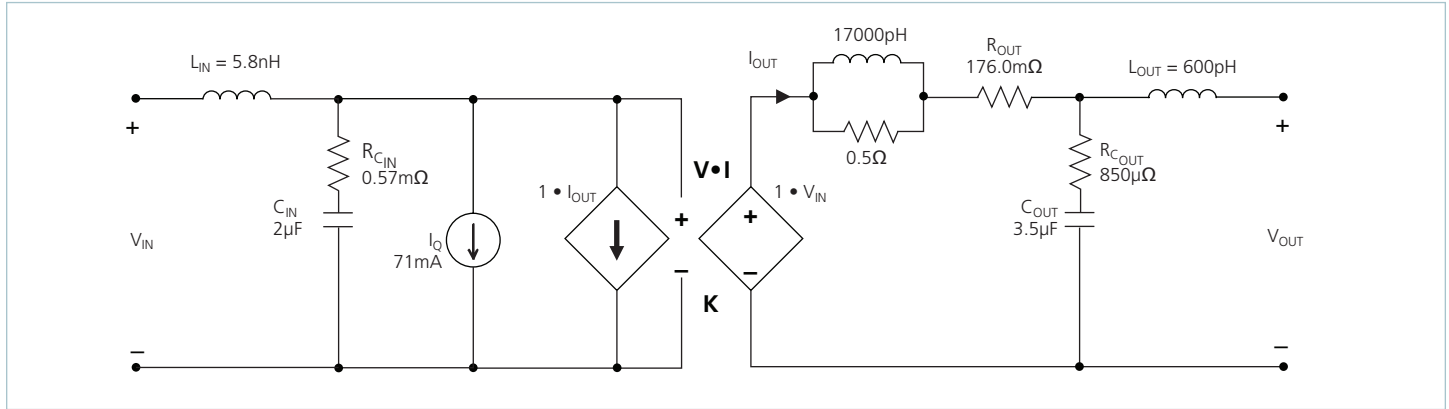 L_IN = 5.8nH
+
R_C_IN
0.57mΩ
C_IN
2µF
V_IN
I_Q
71mA
1 • I_OUT
V•I
+
–
K
+
–
1 • V_IN
I_OUT
17000pH
0.5Ω
R_OUT
176.0mΩ
L_OUT = 600pH
+
R_C_OUT
850µΩ
C_OUT
3.5µF
V_OUT
–
–